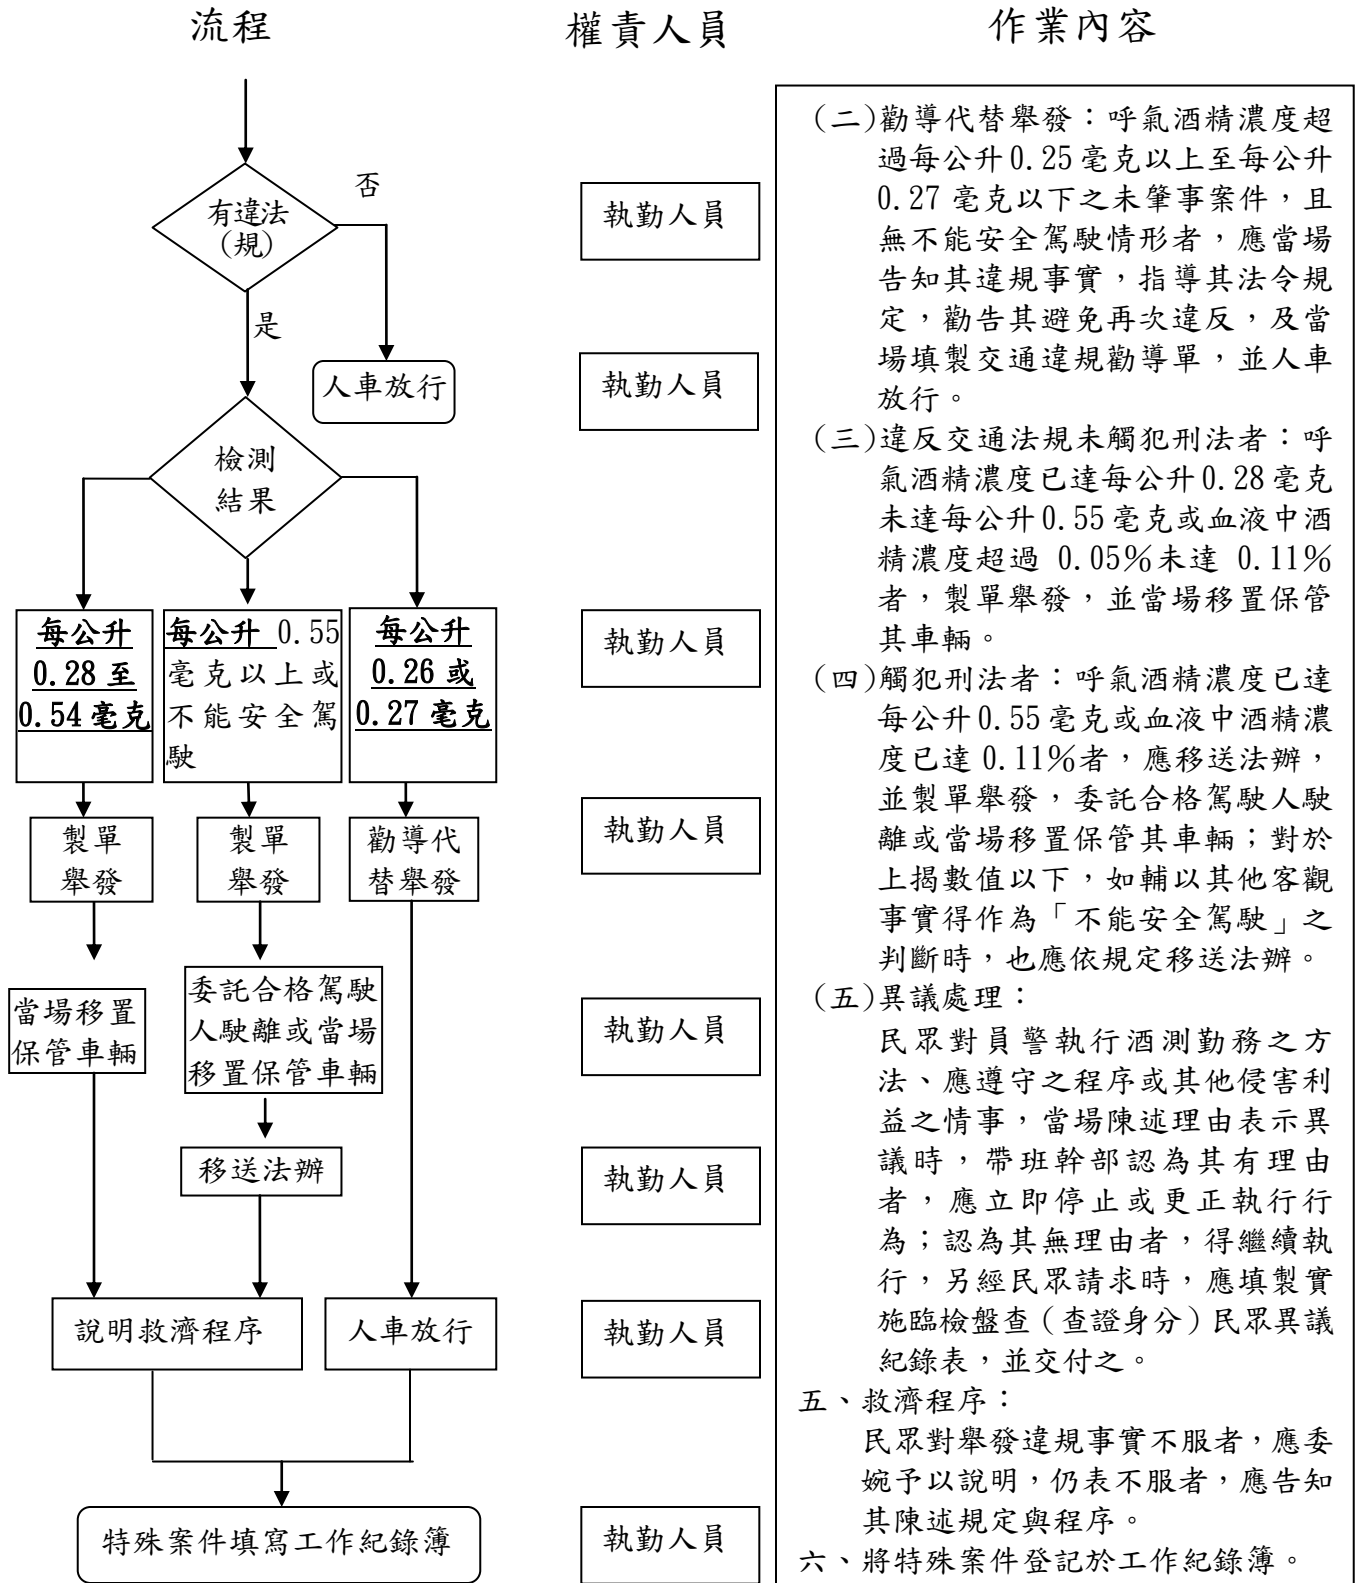 流程
權責人員
作業內容
有違法
(規)
否
是
人車放行
檢測
結果
每公升
0.28 至
0.54 毫克
每公升 0.55
毫克以上或
不能安全駕
駛
每公升
0.26 或
0.27 毫克
製單
舉發
製單
舉發
勸導代
替舉發
當場移置
保管車輛
委託合格駕駛
人駛離或當場
移置保管車輛
移送法辦
說明救濟程序
人車放行
特殊案件填寫工作紀錄簿
執勤人員
執勤人員
執勤人員
執勤人員
執勤人員
執勤人員
執勤人員
執勤人員
(二)勸導代替舉發：呼氣酒精濃度超
過每公升 0.25 毫克以上至每公升
0.27 毫克以下之未肇事案件，且
無不能安全駕駛情形者，應當場
告知其違規事實，指導其法令規
定，勸告其避免再次違反，及當
場填製交通違規勸導單，並人車
放行。
(三)違反交通法規未觸犯刑法者：呼
氣酒精濃度已達每公升 0.28 毫克
未達每公升 0.55 毫克或血液中酒
精濃度超過 0.05%未達 0.11%
者，製單舉發，並當場移置保管
其車輛。
(四)觸犯刑法者：呼氣酒精濃度已達
每公升 0.55 毫克或血液中酒精濃
度已達 0.11%者，應移送法辦，
並製單舉發，委託合格駕駛人駛
離或當場移置保管其車輛；對於
上揭數值以下，如輔以其他客觀
事實得作為「不能安全駕駛」之
判斷時，也應依規定移送法辦。
(五)異議處理：
民眾對員警執行酒測勤務之方
法、應遵守之程序或其他侵害利
益之情事，當場陳述理由表示異
議時，帶班幹部認為其有理由
者，應立即停止或更正執行行
為；認為其無理由者，得繼續執
行，另經民眾請求時，應填製實
施臨檢盤查（查證身分）民眾異議
紀錄表，並交付之。
五、救濟程序：
民眾對舉發違規事實不服者，應委
婉予以說明，仍表不服者，應告知
其陳述規定與程序。
六、將特殊案件登記於工作紀錄簿。